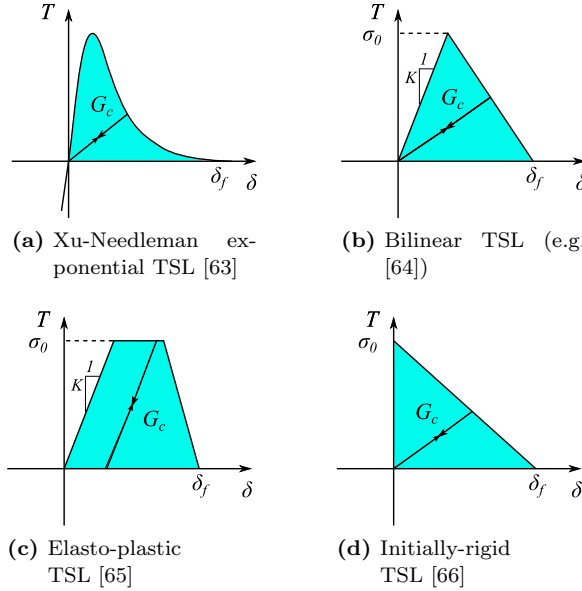 T
G_c
δ_f
δ
(a) Xu-Needleman ex-
ponential TSL [63]
T
σ_0
1
K
G_c
δ_f
δ
(b) Bilinear TSL (e.g.
[64])
T
σ_0
1
K
G_c
δ_f
δ
(c) Elasto-plastic
TSL [65]
T
σ_0
G_c
δ_f
δ
(d) Initially-rigid
TSL [66]